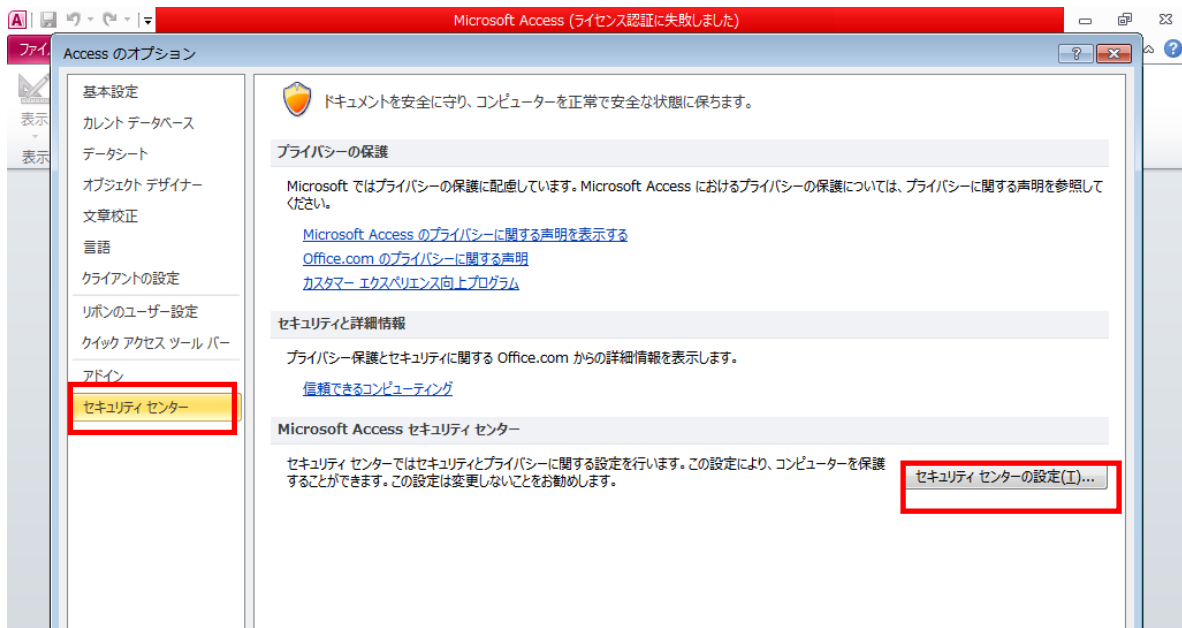 Microsoft Access (ライセンス認証に失敗しました)
Access のオプション
表示
表示
基本設定
カレント データベース
データシート
オブジェクト デザイナー
文章校正
言語
クライアントの設定
リボンのユーザー設定
クイック アクセス ツール バー
アドイン
セキュリティ センター
ドキュメントを安全に守り、コンピューターを正常で安全な状態に保ちます。
プライバシーの保護
Microsoft ではプライバシーの保護に配慮しています。Microsoft Access におけるプライバシーの保護については、プライバシーに関する声明を参照して
ください。
Microsoft Access のプライバシーに関する声明を表示する
Office.com のプライバシーに関する声明
カスタマー エクスペリエンス向上プログラム
セキュリティと詳細情報
プライバシー保護とセキュリティに関する Office.com からの詳細情報を表示します。
信頼できるコンピューティング
Microsoft Access セキュリティ センター
セキュリティ センターではセキュリティとプライバシーに関する設定を行います。この設定により、コンピューターを保護
することができます。この設定は変更しないことをお勧めします。
セキュリティ センターの設定(T)...